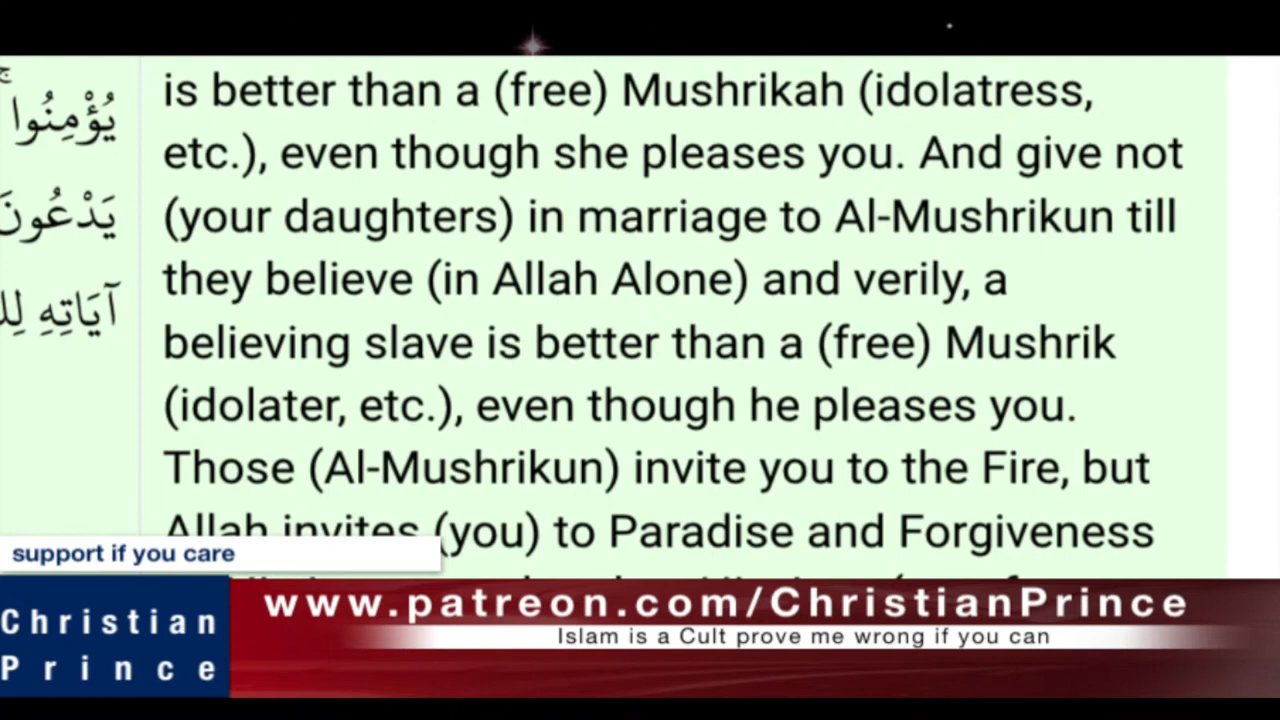 is better than a (free) Mushrikah (idolatress,
etc.), even though she pleases you. And give not
(your daughters) in marriage to Al-Mushrikun till
they believe (in Allah Alone) and verily, a
believing slave is better than a (free) Mushrik
(idolater, etc.), even though he pleases you.
Those (Al-Mushrikun) invite you to the Fire, but
Allah invites (you) to Paradise and Forgiveness
يُؤْمِنُوا ۚ
يَدْعُونَ
آيَاتِهِ
support if you care
Christian
Prince
www.patreon.com/ChristianPrince
Islam is a Cult prove me wrong if you can